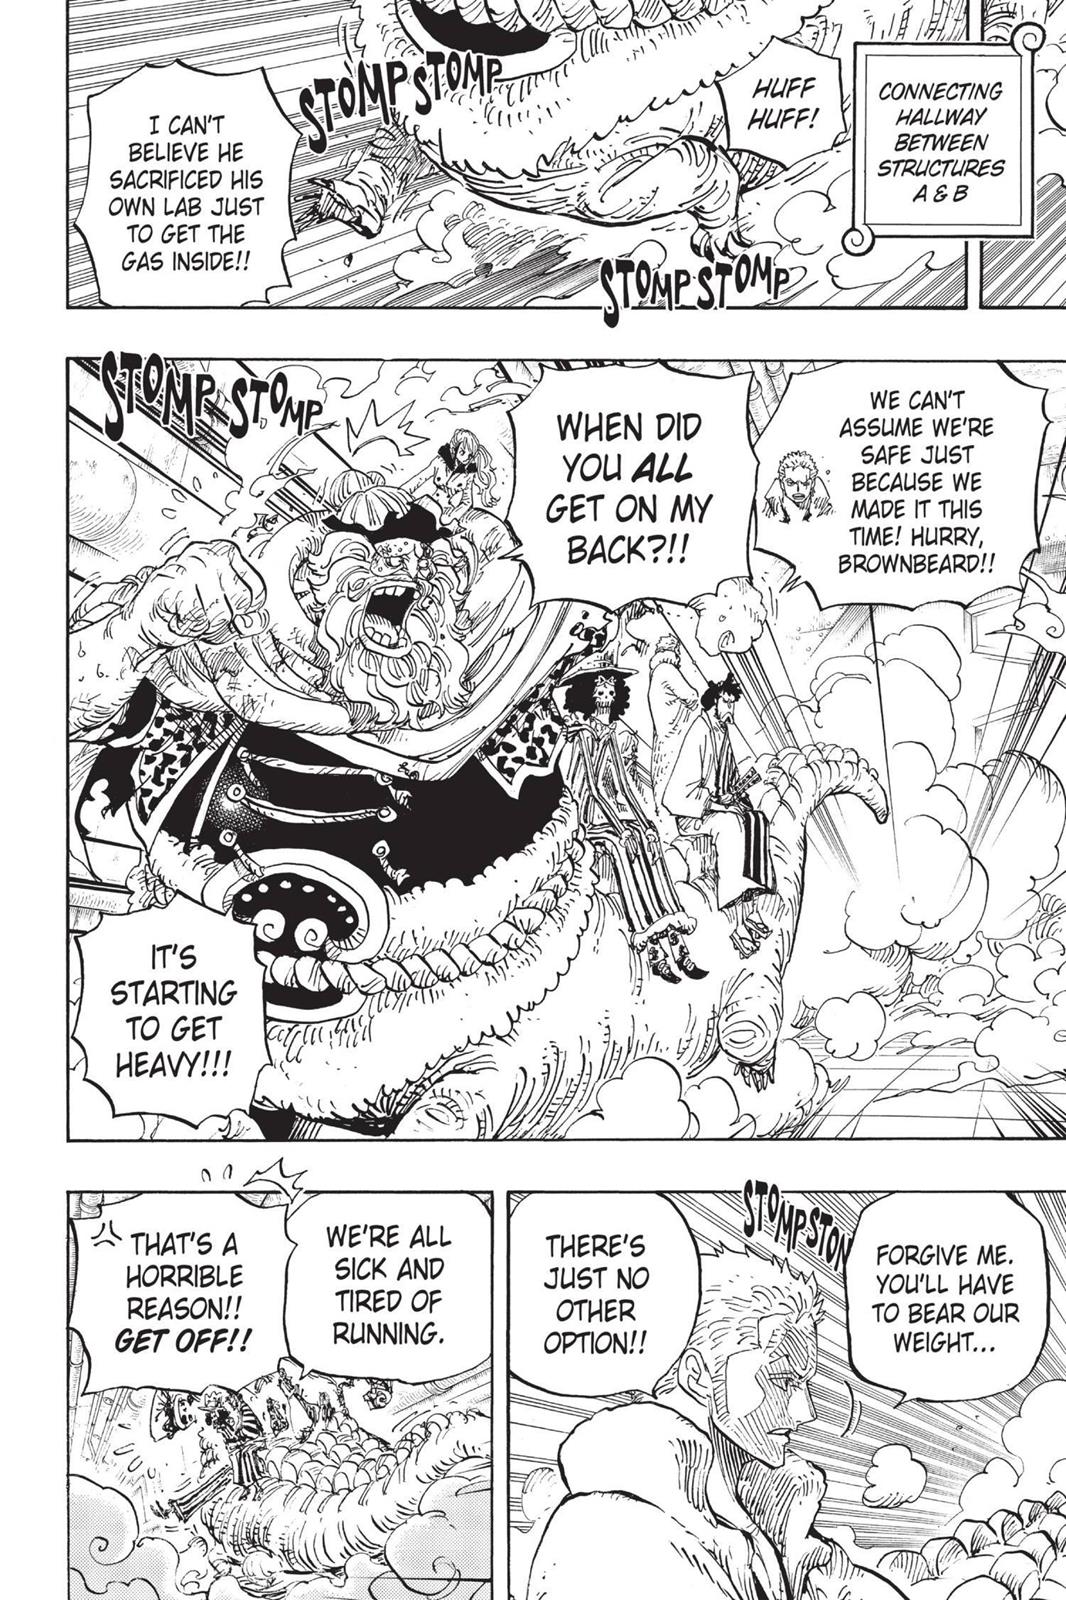 CONNECTING
HALLWAY
BETWEEN
STRUCTURES
A & B
HUFF
HUFF!
STOMP STOMP
I CAN'T
BELIEVE HE
SACRIFICED HIS
OWN LAB JUST
TO GET THE
GAS INSIDE!!
STOMP STOMP
WE CAN'T
ASSUME WE'RE
SAFE JUST
BECAUSE WE
MADE IT THIS
TIME! HURRY,
BROWNBEARD!!
WHEN DID
YOU ALL
GET ON MY
BACK?!!
STOMP STOMP
IT'S
STARTING
TO GET
HEAVY!!!
FORGIVE ME.
YOU'LL HAVE
TO BEAR OUR
WEIGHT...
STOMP STOM
THERE'S
JUST NO
OTHER
OPTION!!
WE'RE ALL
SICK AND
TIRED OF
RUNNING.
THAT'S A
HORRIBLE
REASON!!
GET OFF!!